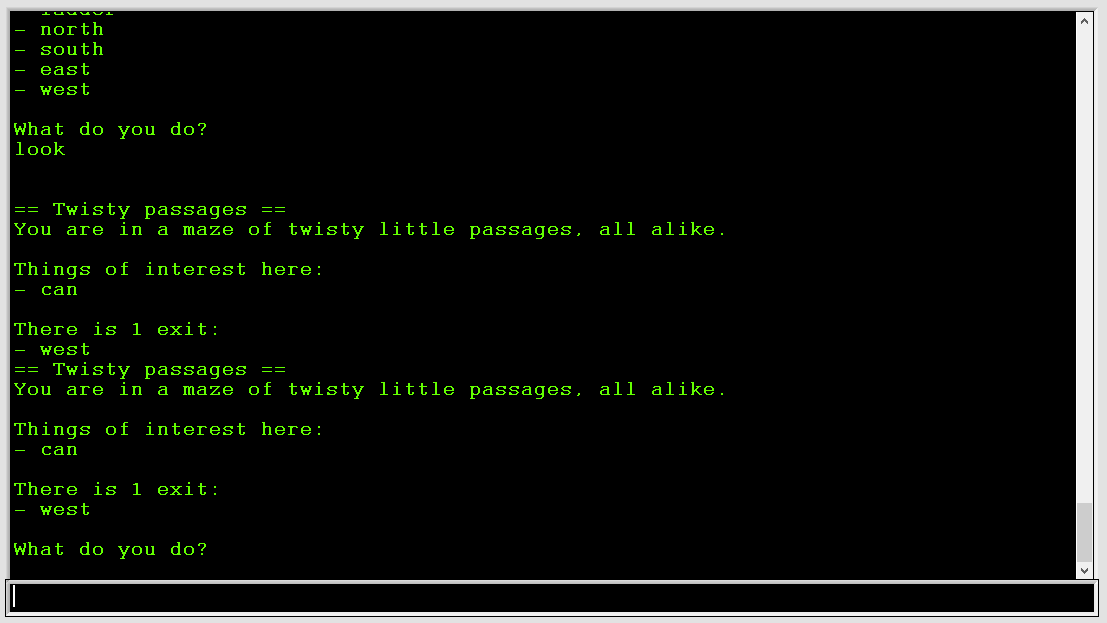 - ladder
- north
- south
- east
- west
What do you do?
look
== Twisty passages ==
You are in a maze of twisty little passages, all alike.
Things of interest here:
- can
There is 1 exit:
- west
== Twisty passages ==
You are in a maze of twisty little passages, all alike.
Things of interest here:
- can
There is 1 exit:
- west
What do you do?